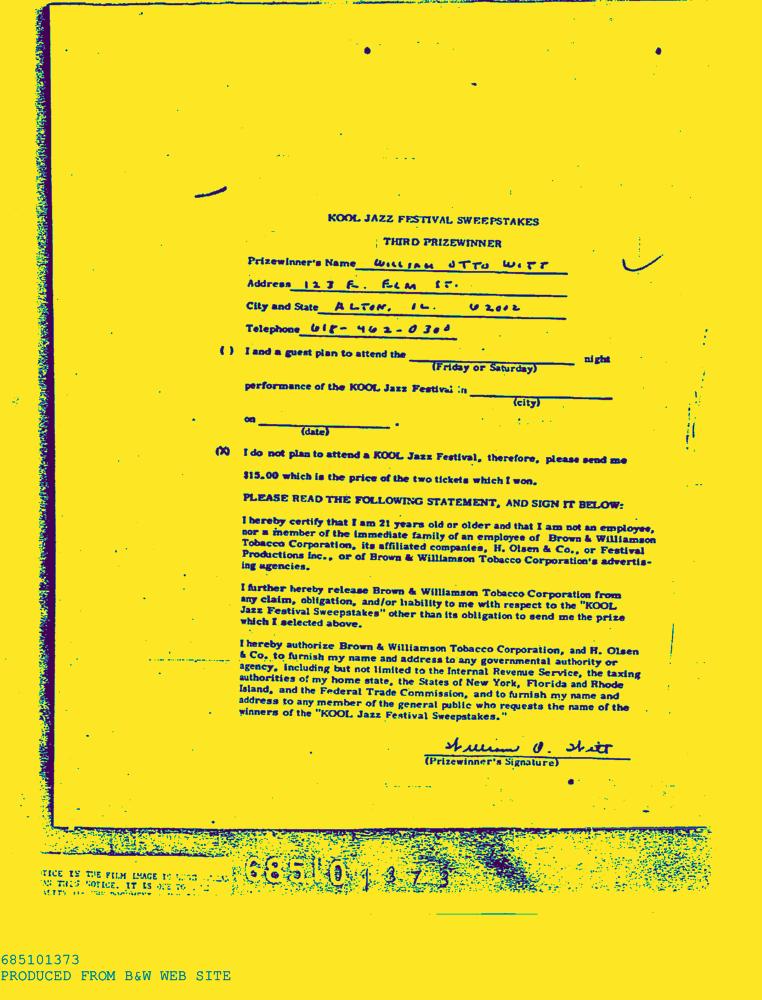 KOOL JAZZ FESTIVAL SWEEPSTAKES
THIRD PRIZEWINNER
Prizewinner's Name WILLIAM OTTO WITT
Address 123 E. ELM ST.
City and State ALTON, IL. 62002
Telephone 618-462-0300
( ) I and a guest plan to attend the night
(Friday or Saturday)
performance of the KOOL Jazz Festival in
(city)
on .
(date)
(X) I do not plan to attend a KOOL Jazz Festival, therefore, please send me
$15.00 which is the price of the two tickets which I won.
PLEASE READ THE FOLLOWING STATEMENT, AND SIGN IT BELOW:
I hereby certify that I am 21 years old or older and that I am not an employee,
nor a member of the immediate family of an employee of Brown & Williamson
Tobacco Corporation, its affiliated companies, H. Olsen & Co., or Festival
Productions Inc., or of Brown & Williamson Tobacco Corporation's advertis-
ing agencies.
I further hereby release Brown & Williamson Tobacco Corporation from
any claim, obligation, and/or liability to me with respect to the "KOOL
Jazz Festival Sweepstakes" other than its obligation to send me the prize
which I selected above.
I hereby authorize Brown & Williamson Tobacco Corporation, and H. Olsen
& Co. to furnish my name and address to any governmental authority or
agency, including but not limited to the Internal Revenue Service, the taxing
authorities of my home state, the States of New York, Florida and Rhode
Island, and the Federal Trade Commission, and to furnish my name and
address to any member of the general public who requests the name of the
winners of the "KOOL Jazz Festival Sweepstakes."
William O. Witt
(Prizewinner's Signature)
685101373
TICE IS THE FILM IMAGE IS
THIS NOTICE. IT IS
685101373
PRODUCED FROM B&W WEB SITE